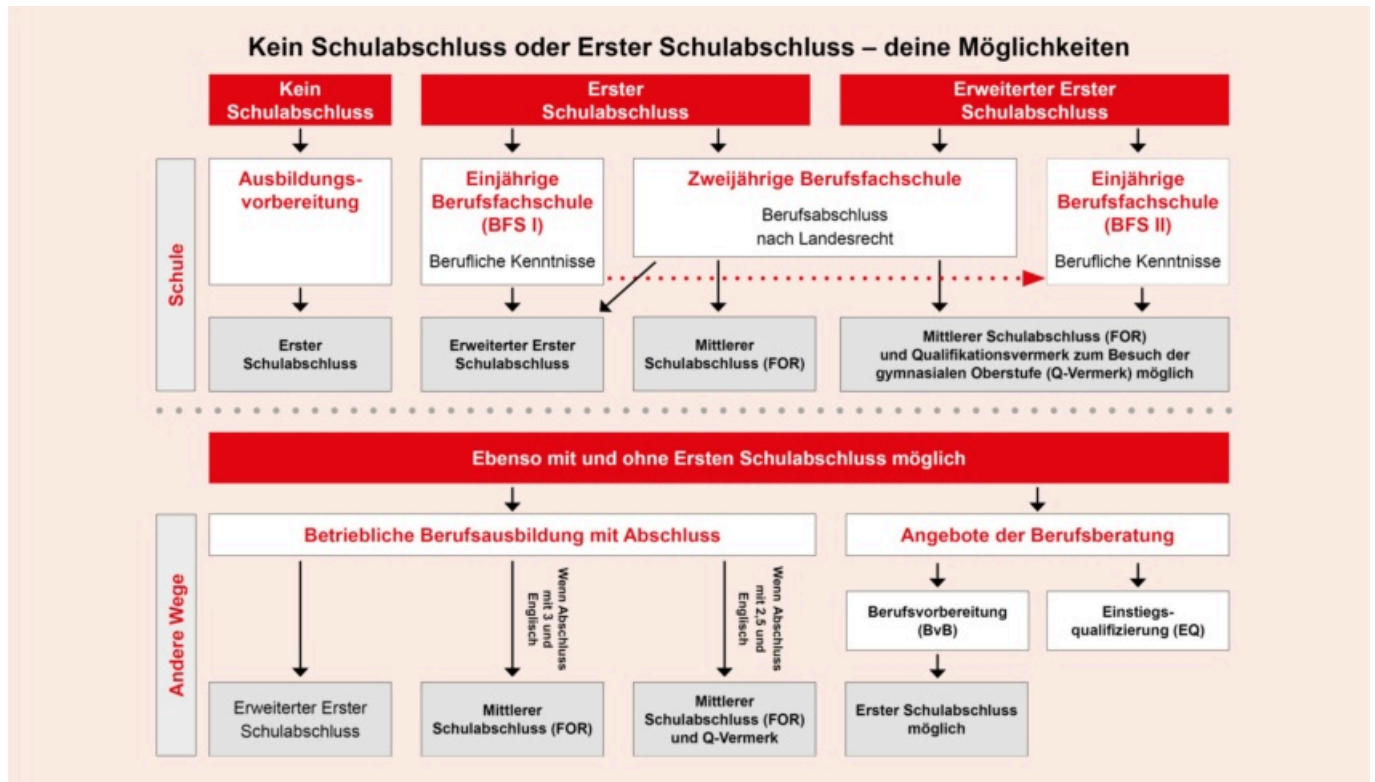 Kein Schulabschluss oder Erster Schulabschluss – deine Möglichkeiten
Kein
Schulabschluss
Erster
Schulabschluss
Erweiterter Erster
Schulabschluss
Schule
Ausbildungs-
vorbereitung
Einjährige
Berufsfachschule
(BFS I)
Berufliche Kenntnisse
Zweijährige Berufsfachschule
Berufsabschluss
nach Landesrecht
Einjährige
Berufsfachschule
(BFS II)
Berufliche Kenntnisse
Erster
Schulabschluss
Erweiterter Erster
Schulabschluss
Mittlerer
Schulabschluss (FOR)
Mittlerer Schulabschluss (FOR)
und Qualifikationsvermerk zum Besuch der
gymnasialen Oberstufe (Q-Vermerk) möglich
Ebenso mit und ohne Ersten Schulabschluss möglich
Andere Wege
Betriebliche Berufsausbildung mit Abschluss
Angebote der Berufsberatung
Wenn Abschluss
mit 3 und
Englisch
Wenn Abschluss
mit 2,5 und
Englisch
Berufsvorbereitung
(BvB)
Einstiegs-
qualifizierung (EQ)
Erweiterter Erster
Schulabschluss
Mittlerer
Schulabschluss (FOR)
Mittlerer
Schulabschluss (FOR)
und Q-Vermerk
Erster Schulabschluss
möglich